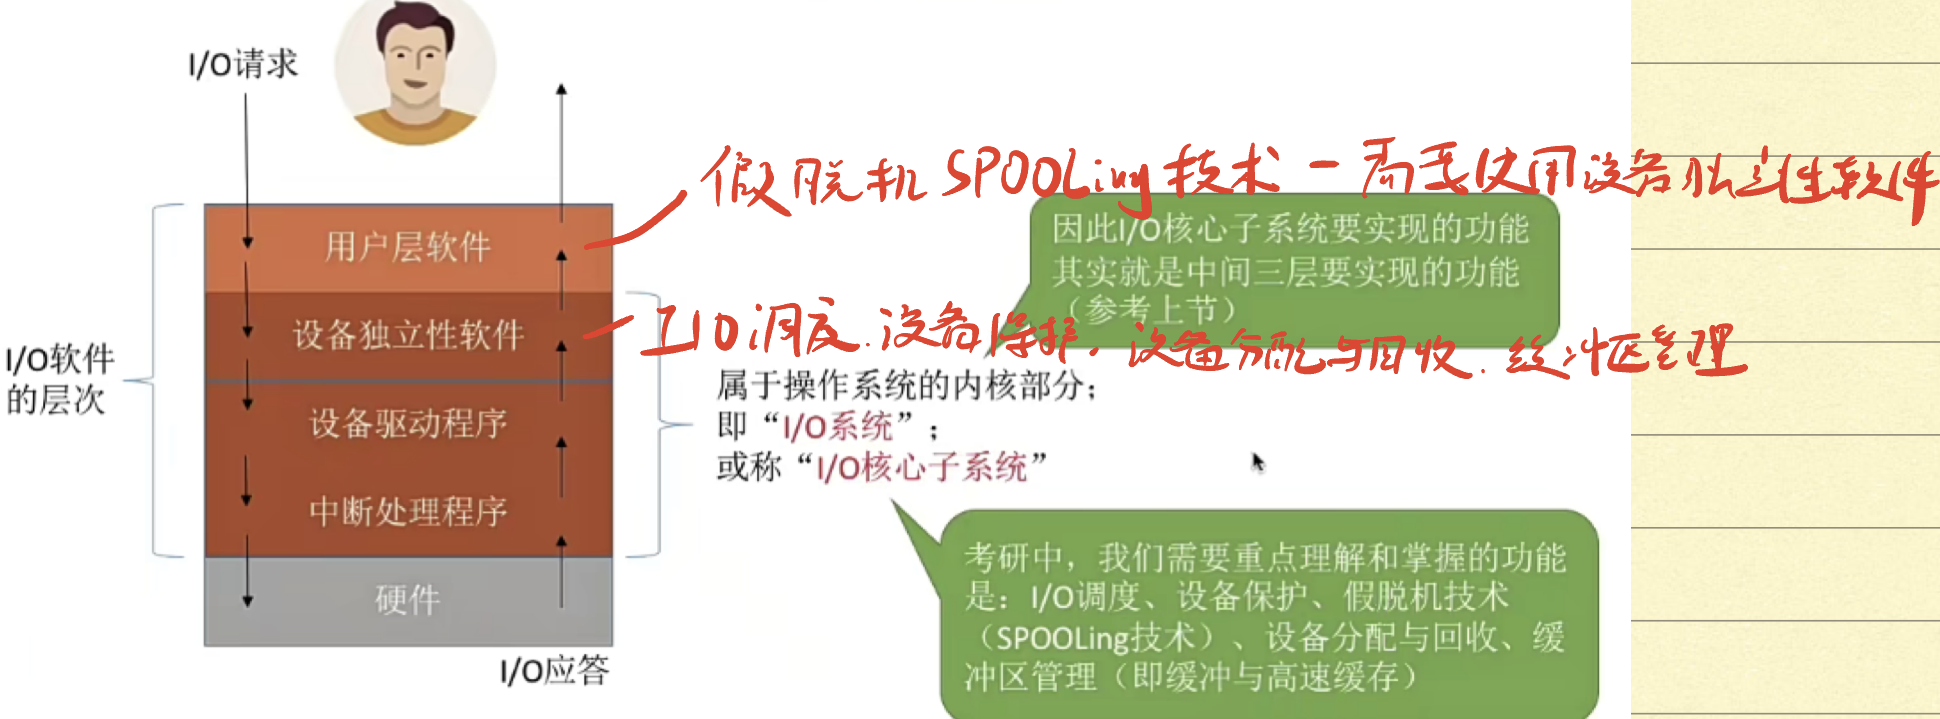 I/O请求
假脱机 SPOOLing技术 - 需要使用设备独立性软件
因此I/O核心子系统要实现的功能
其实就是中间三层要实现的功能
（参考上节）
用户层软件
I/O调度.设备保护.设备分配与回收.缓冲区管理
设备独立性软件
I/O软件
的层次
属于操作系统的内核部分；
即“I/O系统”；
或称“I/O核心子系统”
设备驱动程序
中断处理程序
考研中，我们需要重点理解和掌握的功能
是：I/O调度、设备保护、假脱机技术
（SPOOLing技术）、设备分配与回收、缓
冲区管理（即缓冲与高速缓存）
硬件
I/O应答